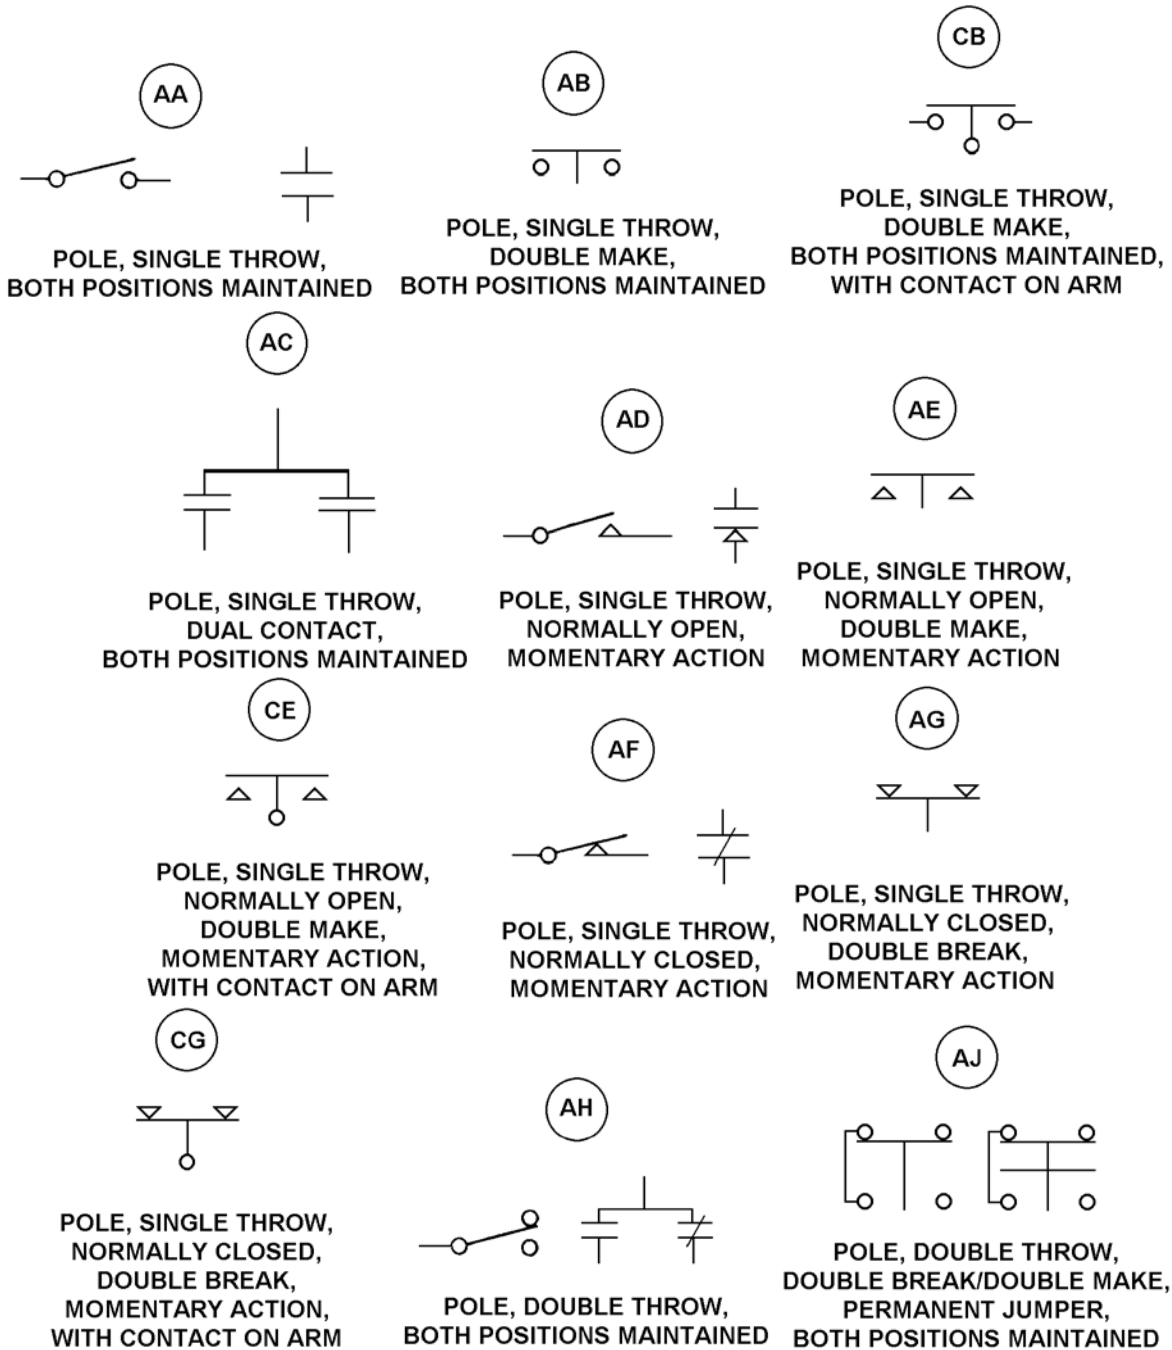 AA
POLE, SINGLE THROW,
BOTH POSITIONS MAINTAINED
AB
POLE, SINGLE THROW,
DOUBLE MAKE,
BOTH POSITIONS MAINTAINED
CB
POLE, SINGLE THROW,
DOUBLE MAKE,
BOTH POSITIONS MAINTAINED,
WITH CONTACT ON ARM
AC
POLE, SINGLE THROW,
DUAL CONTACT,
BOTH POSITIONS MAINTAINED
AD
POLE, SINGLE THROW,
NORMALLY OPEN,
MOMENTARY ACTION
AE
POLE, SINGLE THROW,
NORMALLY OPEN,
DOUBLE MAKE,
MOMENTARY ACTION
CE
POLE, SINGLE THROW,
NORMALLY OPEN,
DOUBLE MAKE,
MOMENTARY ACTION,
WITH CONTACT ON ARM
AF
POLE, SINGLE THROW,
NORMALLY CLOSED,
MOMENTARY ACTION
AG
POLE, SINGLE THROW,
NORMALLY CLOSED,
DOUBLE BREAK,
MOMENTARY ACTION
CG
POLE, SINGLE THROW,
NORMALLY CLOSED,
DOUBLE BREAK,
MOMENTARY ACTION,
WITH CONTACT ON ARM
AH
POLE, DOUBLE THROW,
BOTH POSITIONS MAINTAINED
AJ
POLE, DOUBLE THROW,
DOUBLE BREAK/DOUBLE MAKE,
PERMANENT JUMPER,
BOTH POSITIONS MAINTAINED